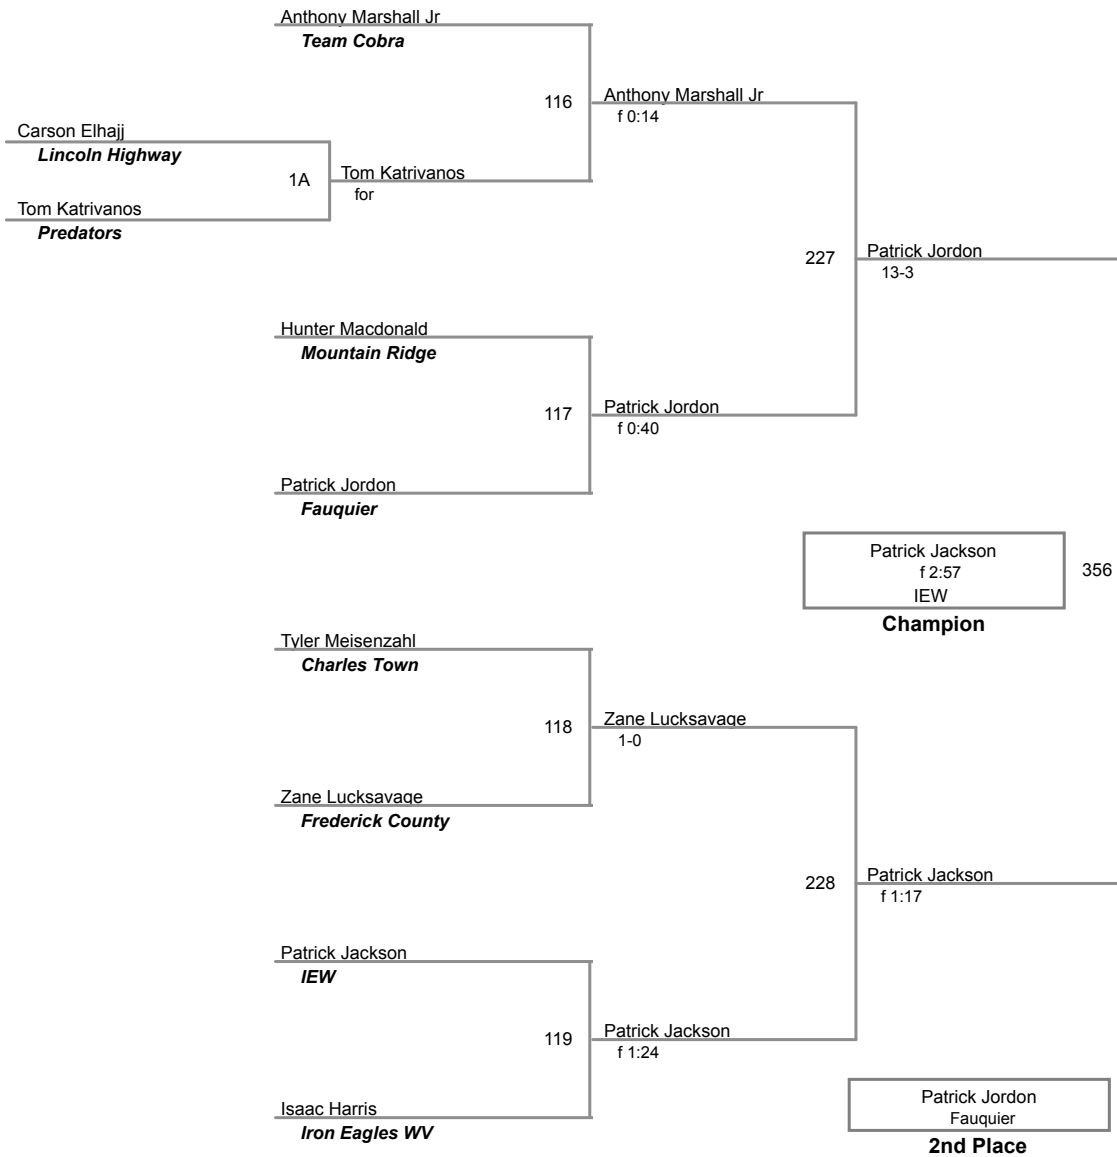 Anthony Marshall Jr
Team Cobra
116
Anthony Marshall Jr
f 0:14
Carson Elhajj
Lincoln Highway
1A
Tom Katrivanos
for
Tom Katrivanos
Predators
227
Patrick Jordon
13-3
Hunter Macdonald
Mountain Ridge
117
Patrick Jordon
f 0:40
Patrick Jordon
Fauquier
Patrick Jackson
f 2:57
IEW
356
Champion
Tyler Meisenzahl
Charles Town
118
Zane Lucksavage
1-0
Zane Lucksavage
Frederick County
228
Patrick Jackson
f 1:17
Patrick Jackson
IEW
119
Patrick Jackson
f 1:24
Isaac Harris
Iron Eagles WV
Patrick Jordon
Fauquier
2nd Place